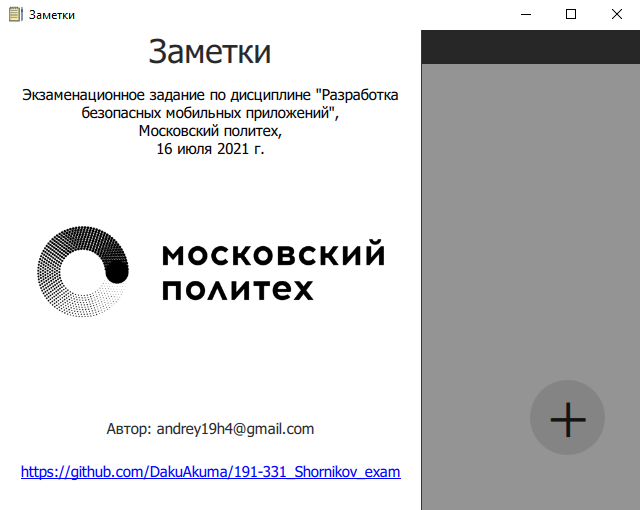 Заметки
Заметки
Экзаменационное задание по дисциплине "Разработка
безопасных мобильных приложений",
Московский политех,
16 июля 2021 г.
московский
политех
Автор: andrey19h4@gmail.com
https://github.com/DakuAkuma/191-331_Shornikov_exam